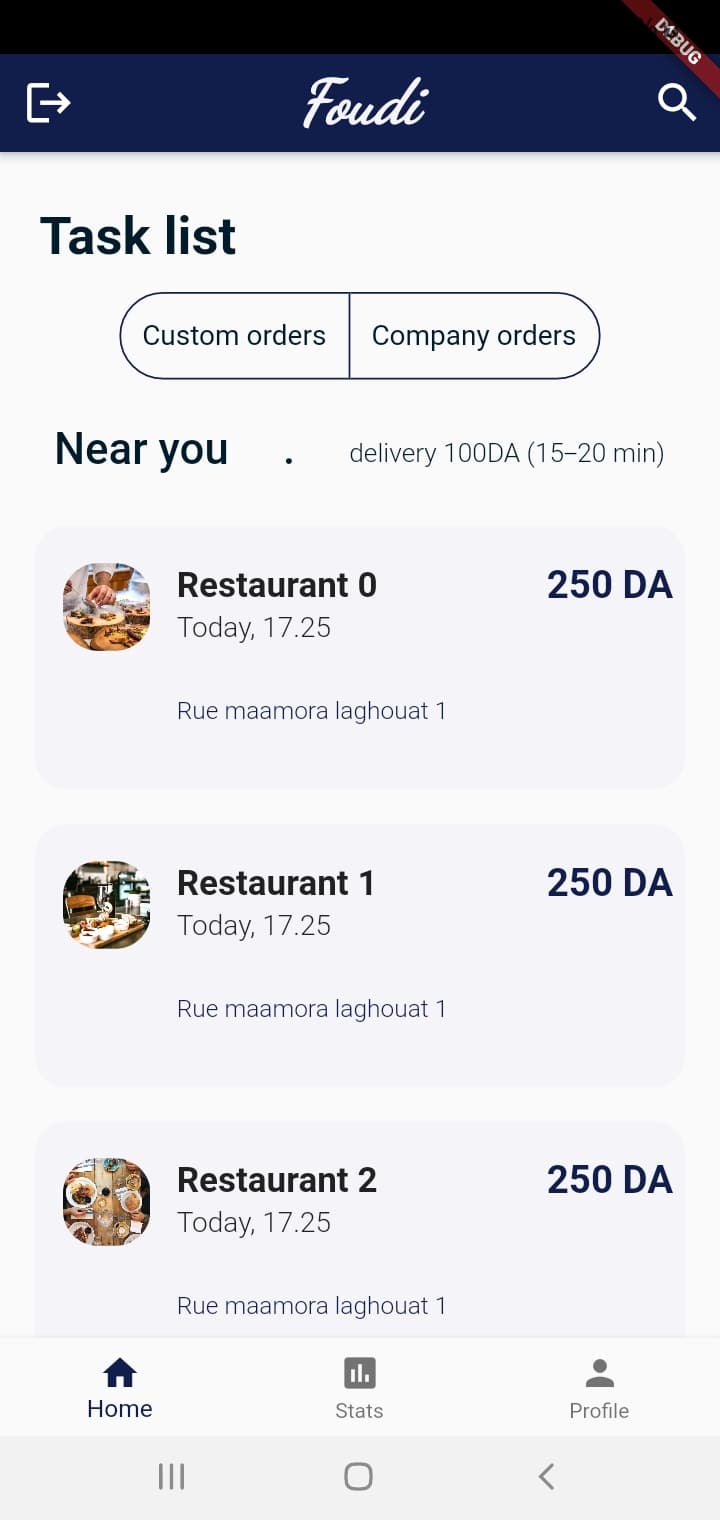 DEBUG
Foudi
Task list
Custom orders Company orders
Near you . delivery 100DA (15–20 min)
Restaurant 0 250 DA
Today, 17.25
Rue maamora laghouat 1
Restaurant 1 250 DA
Today, 17.25
Rue maamora laghouat 1
Restaurant 2 250 DA
Today, 17.25
Rue maamora laghouat 1
Home Stats Profile